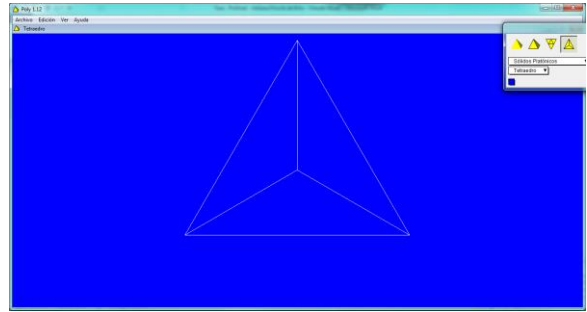 Poly 1.12
Archivo Edición Ver Ayuda
Tetraedro
Sólidos Platónicos
Tetraedro